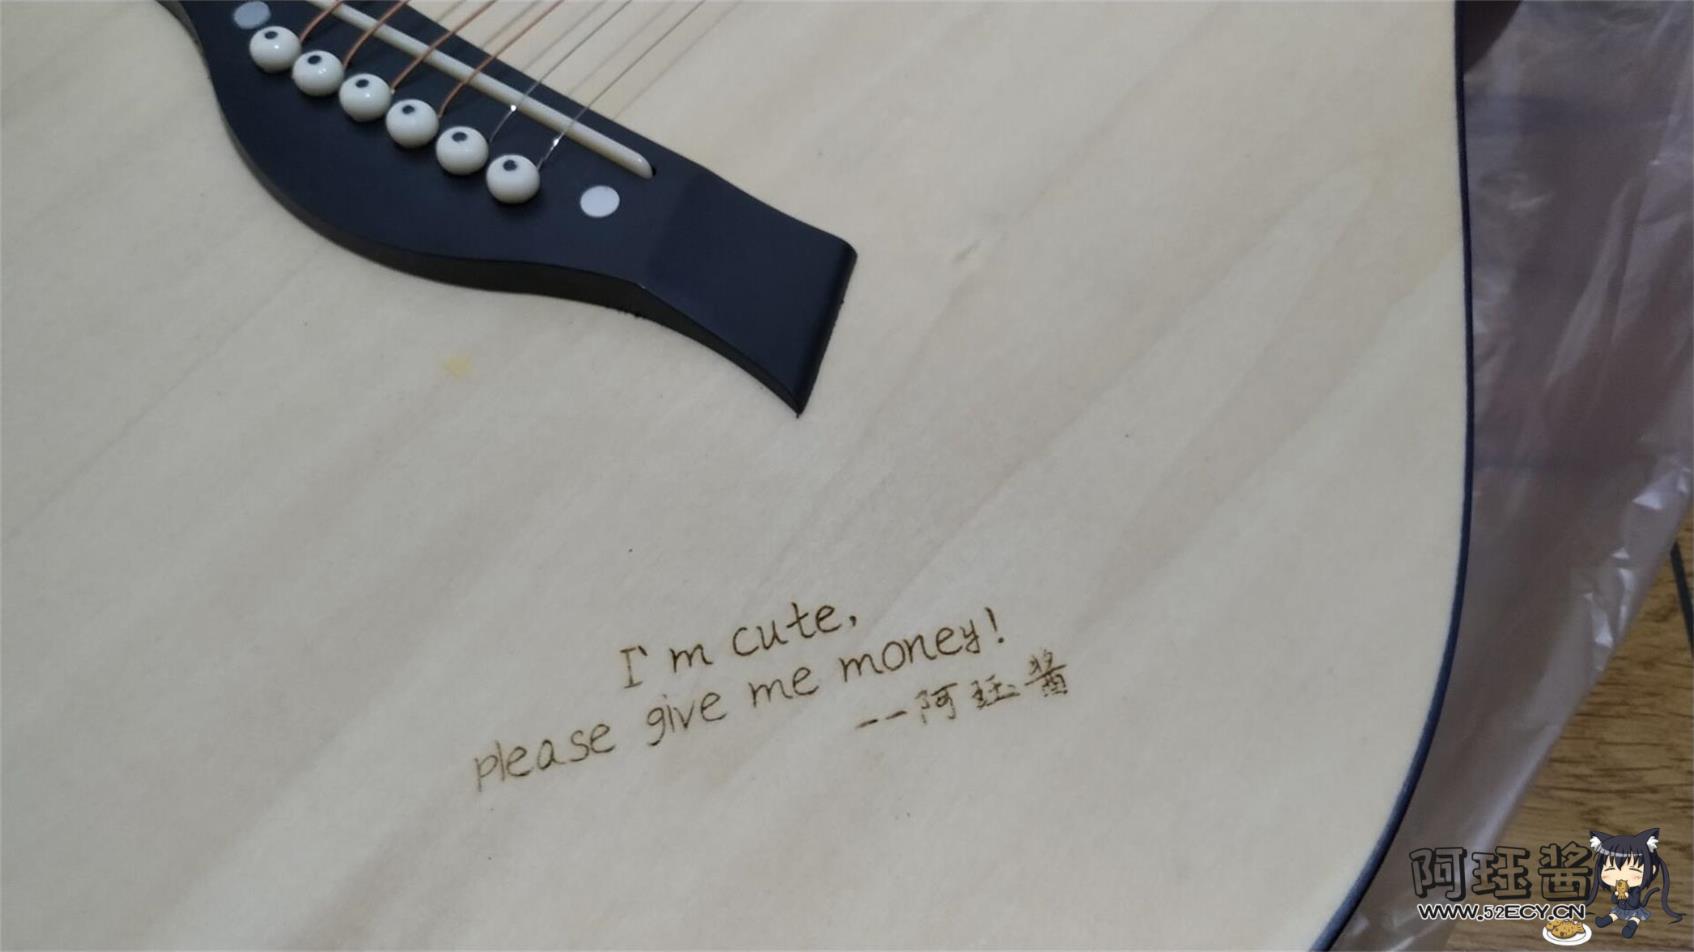 I'm cute,
please give me money!
--阿珏酱
阿珏酱
WWW.52ECY.CN